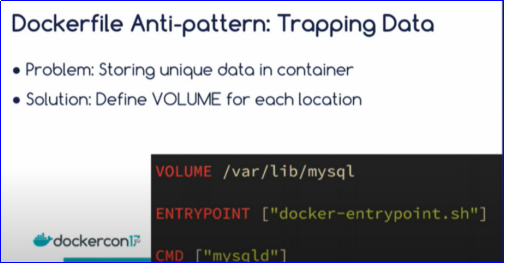 Dockerfile Anti-pattern: Trapping Data
• Problem: Storing unique data in container
• Solution: Define VOLUME for each location
VOLUME /var/lib/mysql
ENTRYPOINT ["docker-entrypoint.sh"]
dockercon17
CMD ["mysqld"]